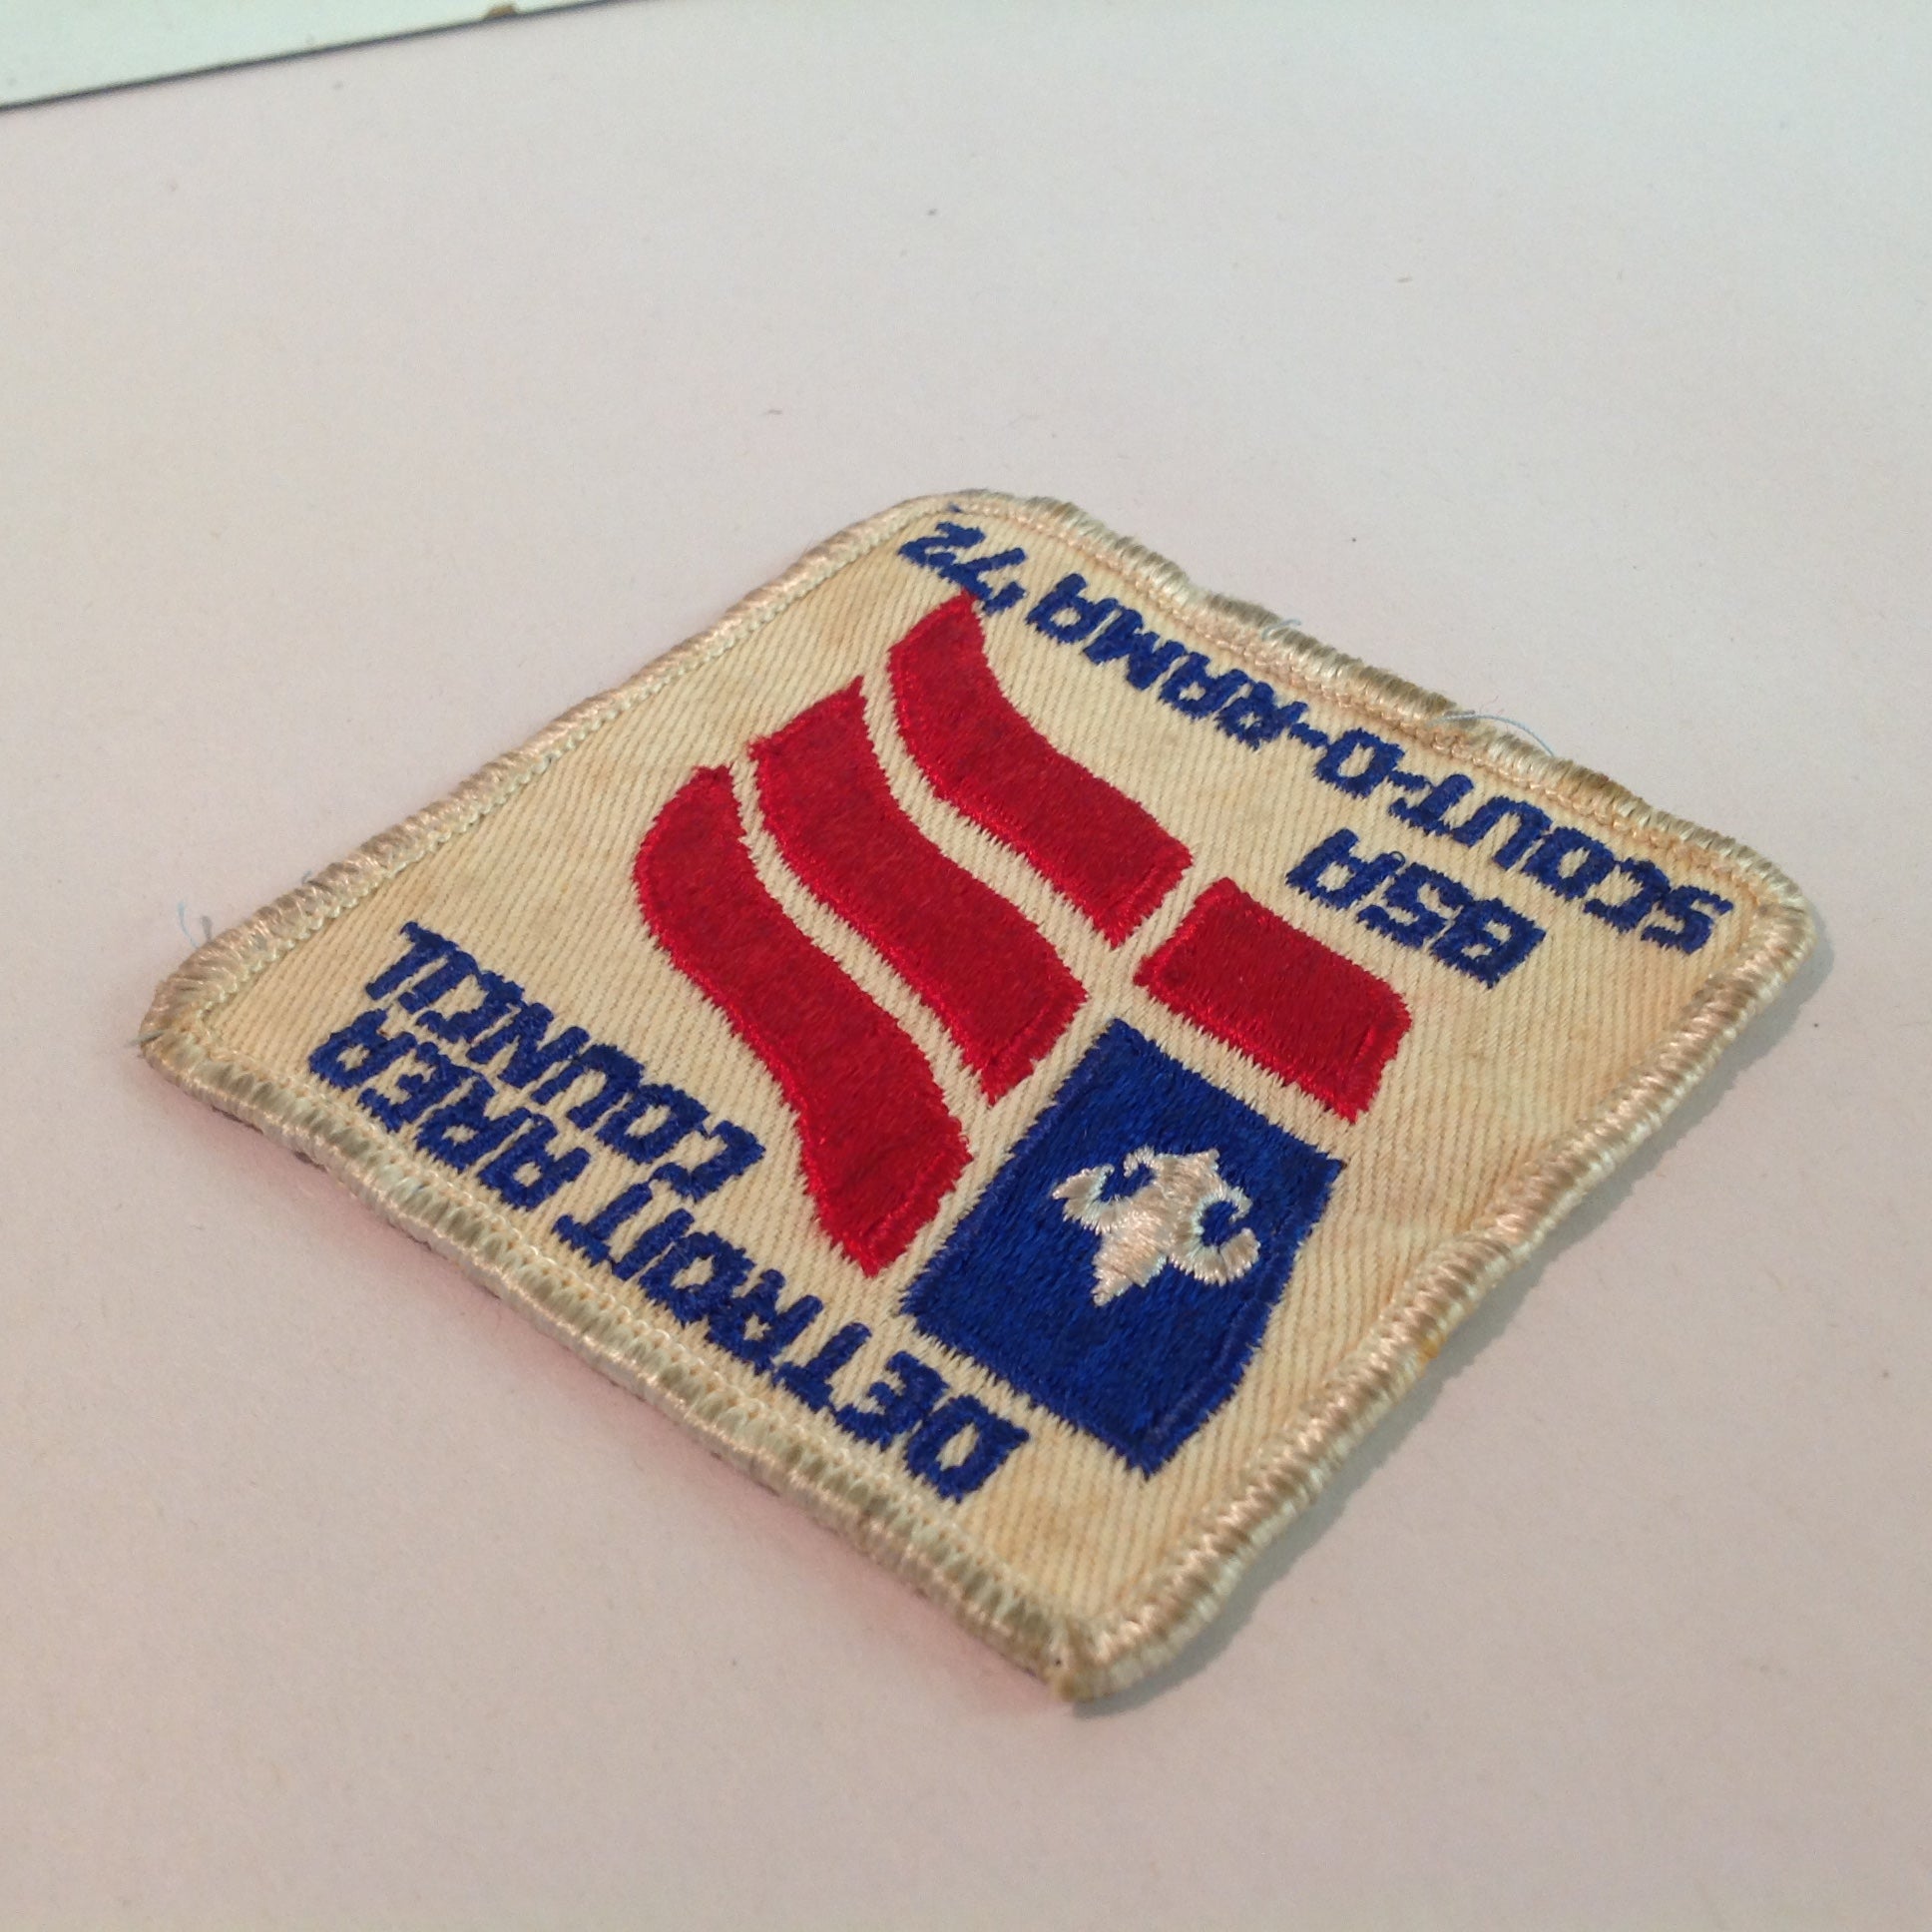 DETROIT AREA
COUNCIL
BSA
SCOUT-O-RAMA '72